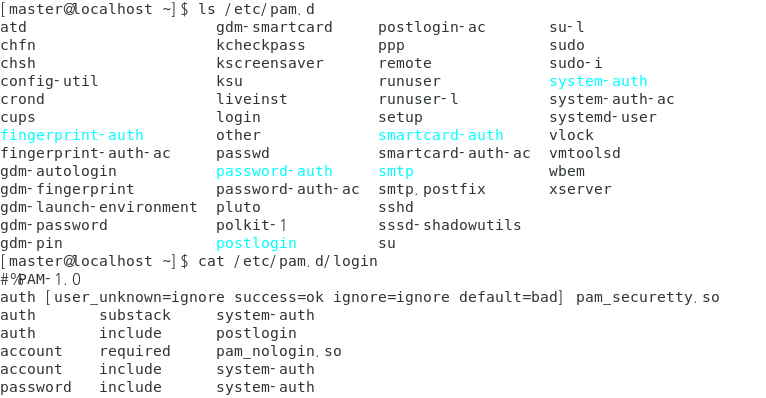 [master@localhost ~]$ ls /etc/pam.d
atd gdm-smartcard postlogin-ac su-l
chfn kcheckpass ppp sudo
chsh kscreensaver remote sudo-i
config-util ksu runuser system-auth
crond liveinst runuser-l system-auth-ac
cups login setup systemd-user
fingerprint-auth other smartcard-auth vlock
fingerprint-auth-ac passwd smartcard-auth-ac vmtoolsd
gdm-autologin password-auth smtp wbem
gdm-fingerprint password-auth-ac smtp.postfix xserver
gdm-launch-environment pluto sshd
gdm-password polkit-1 sssd-shadowutils
gdm-pin postlogin su
[master@localhost ~]$ cat /etc/pam.d/login
#%PAM-1.0
auth [user_unknown=ignore success=ok ignore=ignore default=bad] pam_securetty.so
auth substack system-auth
auth include postlogin
account required pam_nologin.so
account include system-auth
password include system-auth